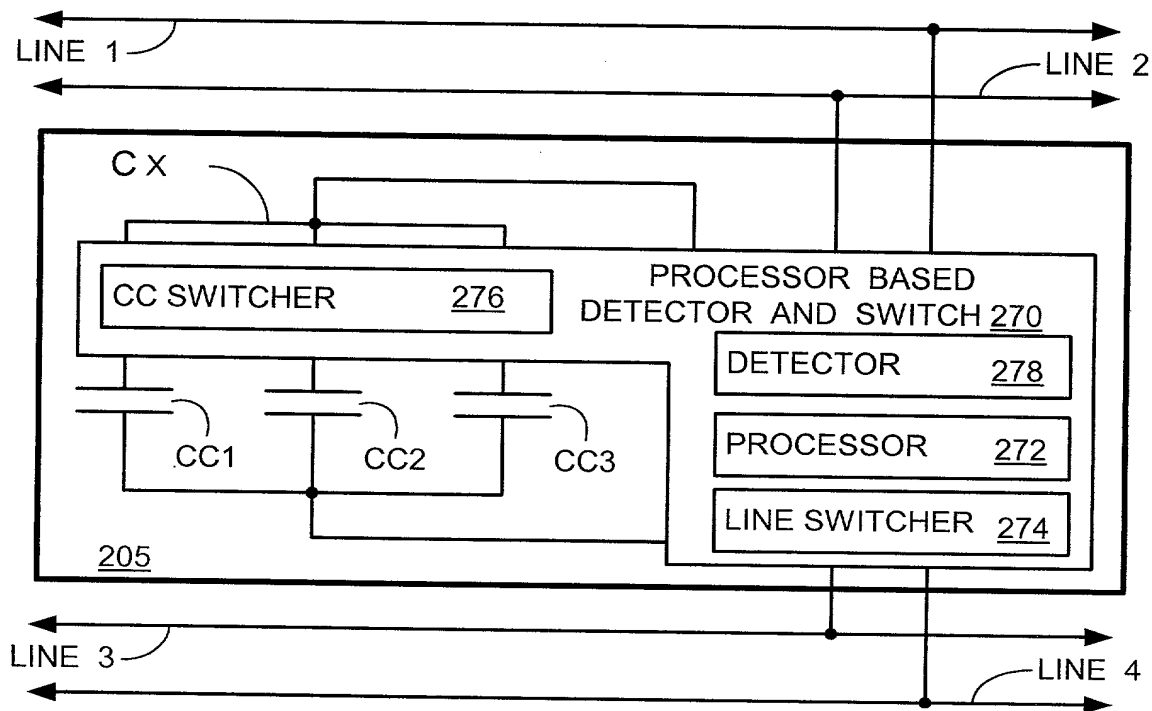 LINE 1
LINE 2
C X
CC SWITCHER 276
PROCESSOR BASED
DETECTOR AND SWITCH 270
DETECTOR 278
PROCESSOR 272
LINE SWITCHER 274
CC1
CC2
CC3
205
LINE 3
LINE 4